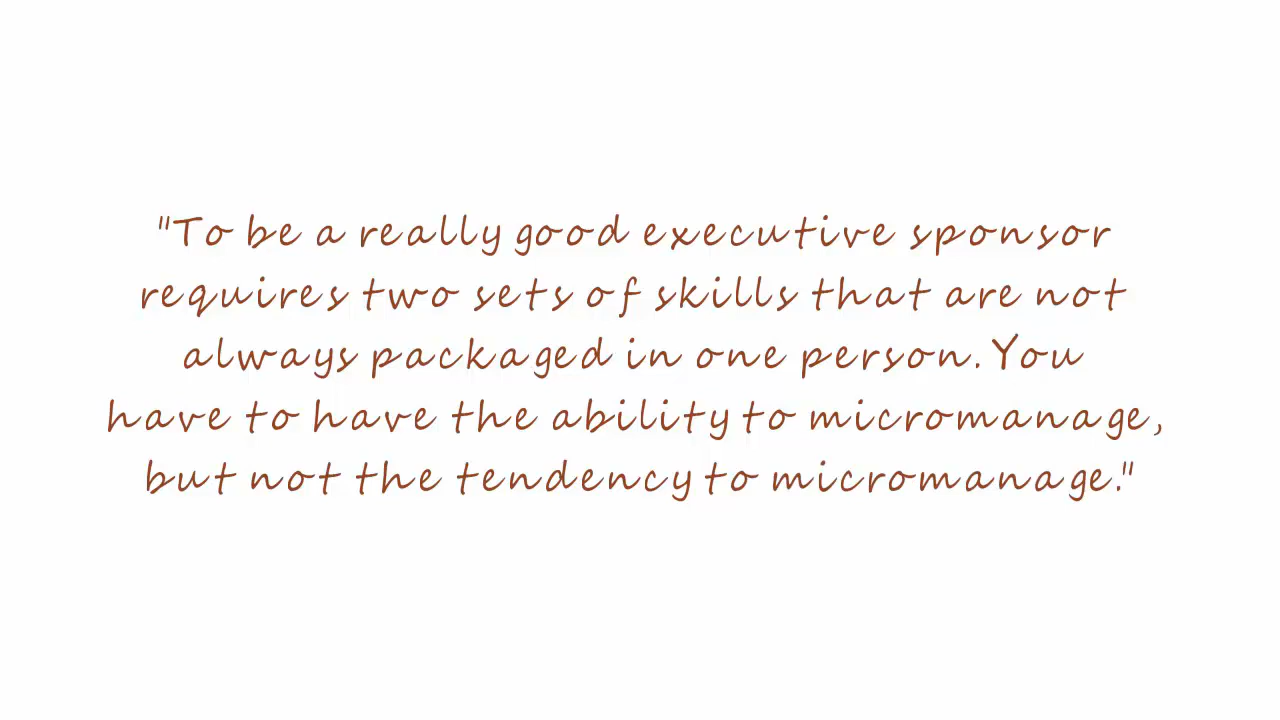 "To be a really good executive sponsor
requires two sets of skills that are not
always packaged in one person. You
have to have the ability to micromanage,
but not the tendency to micromanage."